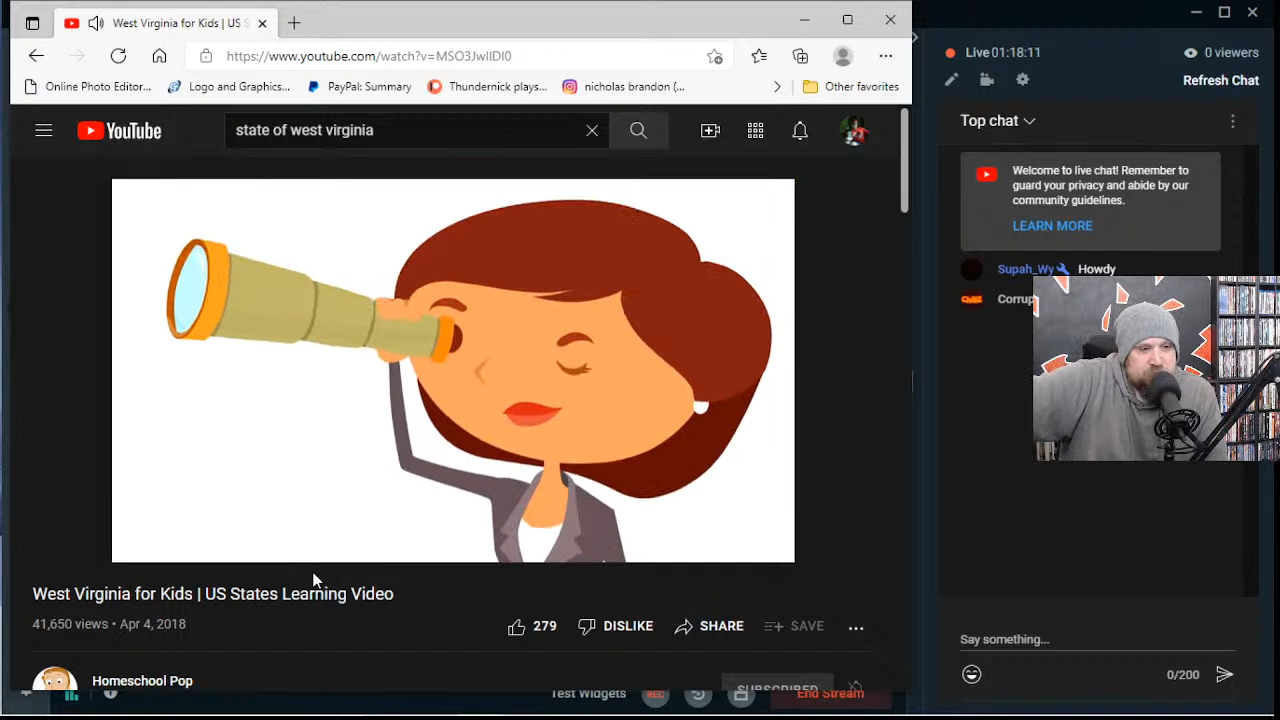 West Virginia for Kids | US S
https://www.youtube.com/watch?v=MSO3JwIIDI0
Online Photo Editor...
Logo and Graphics...
PayPal: Summary
Thundernick plays...
nicholas brandon (...
Other favorites
YouTube
state of west virginia
West Virginia for Kids | US States Learning Video
41,650 views • Apr 4, 2018
279
DISLIKE
SHARE
SAVE
Homeschool Pop
SUBSCRIBED
Test Widgets
REC
End Stream
Live 01:18:11
0 viewers
Refresh Chat
Top chat
Welcome to live chat! Remember to
guard your privacy and abide by our
community guidelines.
LEARN MORE
Supah_Wy Howdy
Corrup
Say something...
0/200